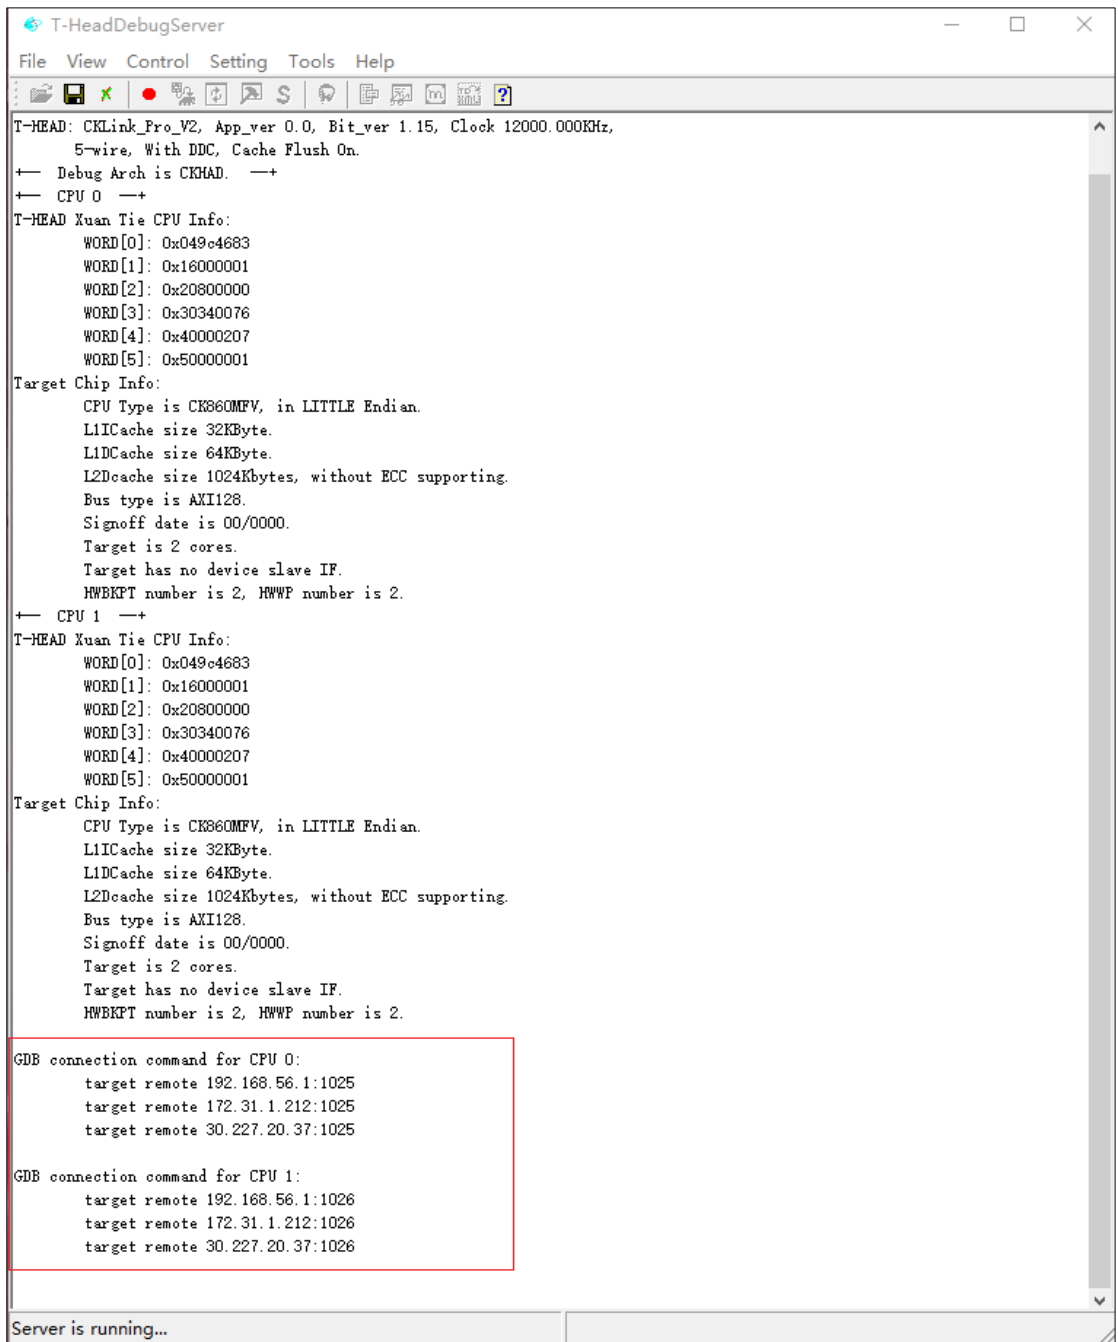 T-HeadDebugServer
File View Control Setting Tools Help
T-HEAD: CKLink_Pro_V2, App_ver 0.0, Bit_ver 1.15, Clock 12000.000KHz,
5-wire, With DDC, Cache Flush On.
+-- Debug Arch is CKHAD. --+
+-- CPU 0 --+
T-HEAD Xuan Tie CPU Info:
WORD[0]: 0x049c4683
WORD[1]: 0x16000001
WORD[2]: 0x20800000
WORD[3]: 0x30340076
WORD[4]: 0x40000207
WORD[5]: 0x50000001
Target Chip Info:
CPU Type is CK860MFV, in LITTLE Endian.
L1ICache size 32KByte.
L1DCache size 64KByte.
L2Dcache size 1024Kbytes, without ECC supporting.
Bus type is AXI128.
Signoff date is 00/0000.
Target is 2 cores.
Target has no device slave IF.
HWBKPT number is 2, HWWP number is 2.
+-- CPU 1 --+
T-HEAD Xuan Tie CPU Info:
WORD[0]: 0x049c4683
WORD[1]: 0x16000001
WORD[2]: 0x20800000
WORD[3]: 0x30340076
WORD[4]: 0x40000207
WORD[5]: 0x50000001
Target Chip Info:
CPU Type is CK860MFV, in LITTLE Endian.
L1ICache size 32KByte.
L1DCache size 64KByte.
L2Dcache size 1024Kbytes, without ECC supporting.
Bus type is AXI128.
Signoff date is 00/0000.
Target is 2 cores.
Target has no device slave IF.
HWBKPT number is 2, HWWP number is 2.
GDB connection command for CPU 0:
target remote 192.168.56.1:1025
target remote 172.31.1.212:1025
target remote 30.227.20.37:1025
GDB connection command for CPU 1:
target remote 192.168.56.1:1026
target remote 172.31.1.212:1026
target remote 30.227.20.37:1026
Server is running...